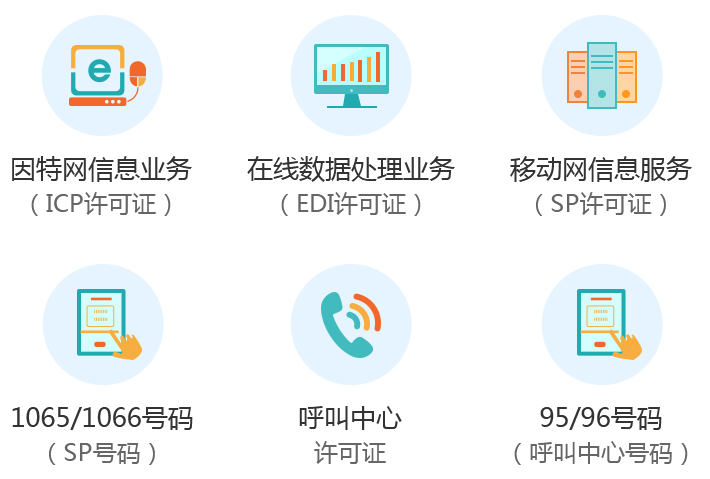 因特网信息业务
（ICP许可证）
在线数据处理业务
（EDI许可证）
移动网信息服务
（SP许可证）
1065/1066号码
（SP号码）
呼叫中心
许可证
95/96号码
（呼叫中心号码）